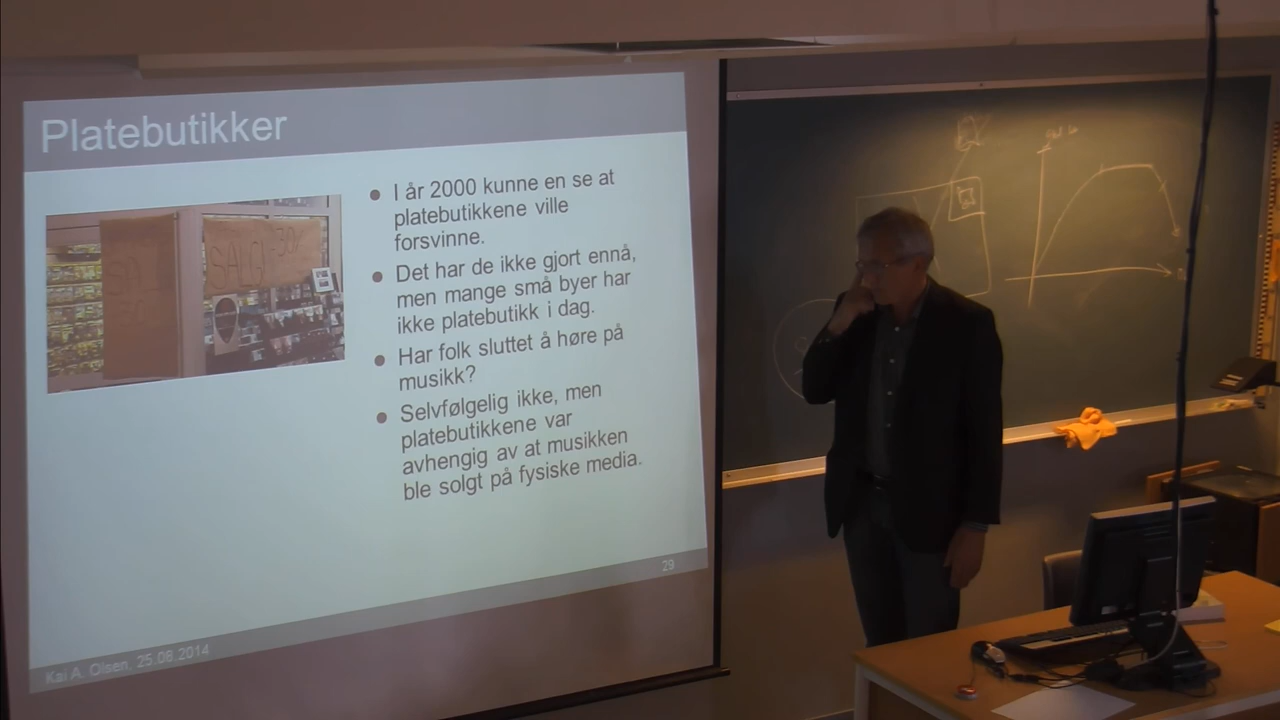 Platebutikker
SALG! -30%
I år 2000 kunne en se at
platebutikkene ville
forsvinne.
Det har de ikke gjort ennå,
men mange små byer har
ikke platebutikk i dag.
Har folk sluttet å høre på
musikk?
Selvfølgelig ikke, men
platebutikkene var
avhengig av at musikken
ble solgt på fysiske media.
29
Kai A. Olsen, 25.08.2014